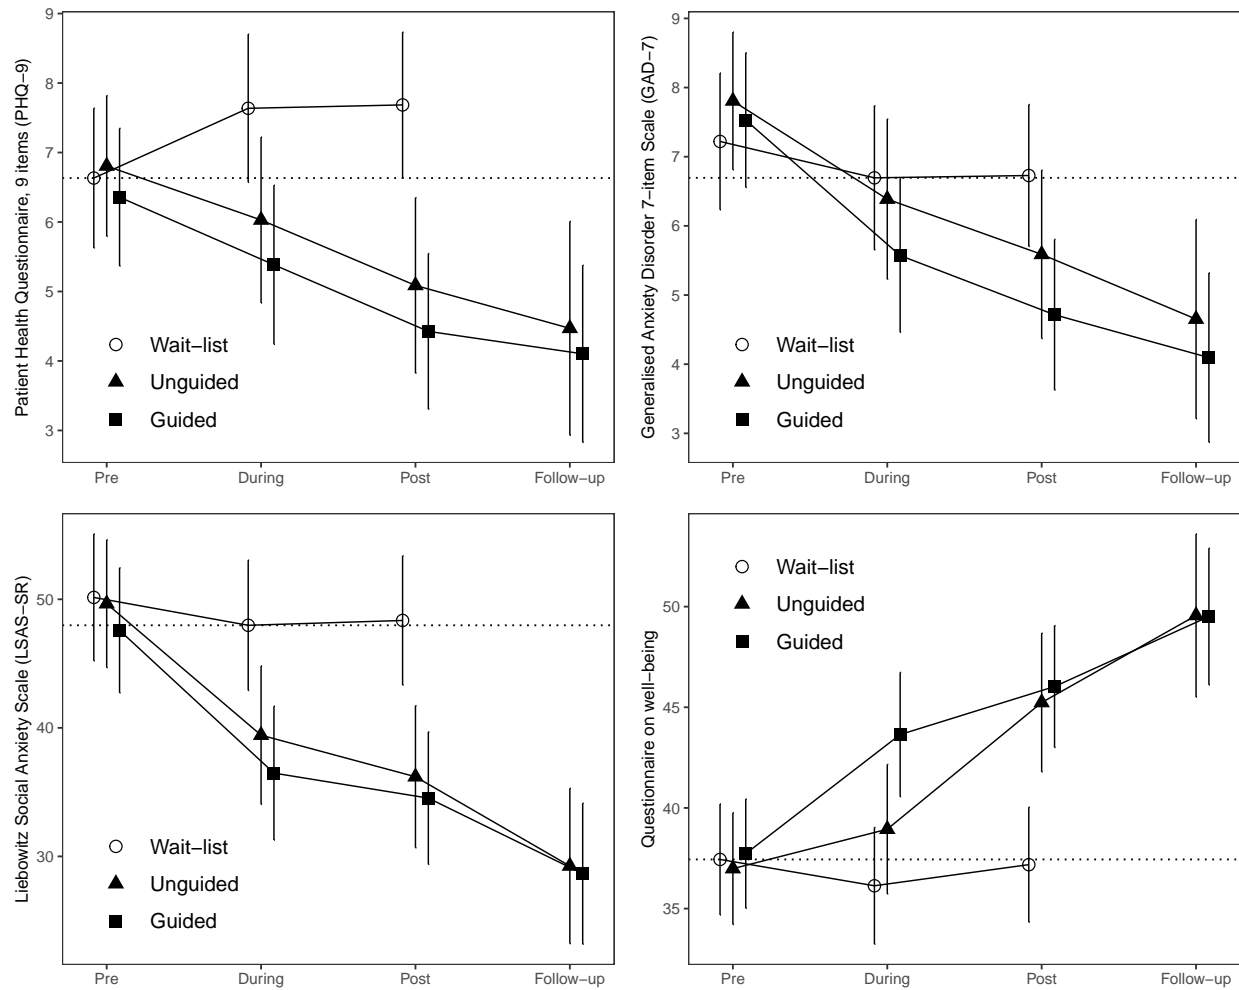 Patient Health Questionnaire, 9 items (PHQ−9)
9
8
7
6
5
4
3
Wait−list
Unguided
Guided
Pre
During
Post
Follow−up
Generalised Anxiety Disorder 7−item Scale (GAD−7)
9
8
7
6
5
4
3
Wait−list
Unguided
Guided
Pre
During
Post
Follow−up
Liebowitz Social Anxiety Scale (LSAS−SR)
50
40
30
Wait−list
Unguided
Guided
Pre
During
Post
Follow−up
Questionnaire on well−being
50
45
40
35
Wait−list
Unguided
Guided
Pre
During
Post
Follow−up